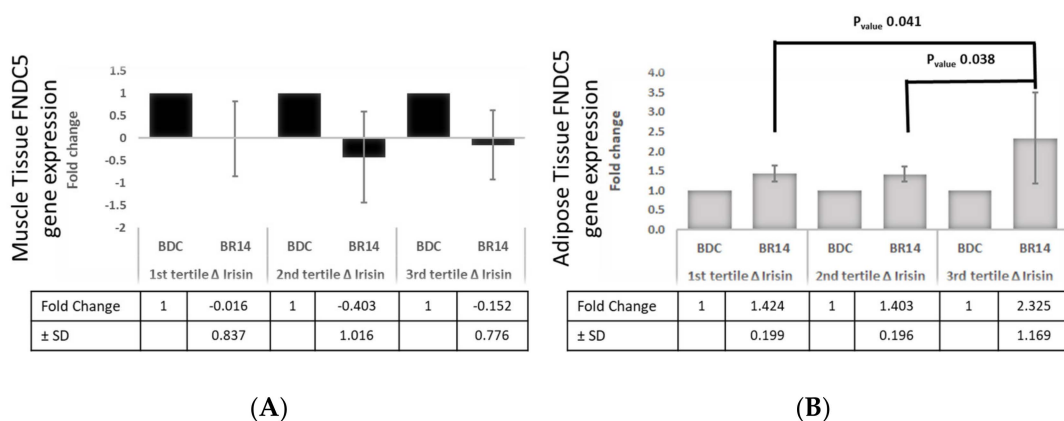 P value 0.041
P value 0.038
Muscle Tissue FNDC5
gene expression
Fold change
1.5
1
0.5
0
-0.5
-1
-1.5
-2
BDC BR14 BDC BR14 BDC BR14
1st tertile Δ Irisin 2nd tertile Δ Irisin 3rd tertile Δ Irisin
Fold Change 1 -0.016 1 -0.403 1 -0.152
± SD 0.837 1.016 0.776
(A)
Adipose Tissue FNDC5
gene expression
Fold change
4.0
3.5
3.0
2.5
2.0
1.5
1.0
0.5
0.0
BDC BR14 BDC BR14 BDC BR14
1st tertile Δ Irisin 2nd tertile Δ Irisin 3rd tertile Δ Irisin
Fold Change 1 1.424 1 1.403 1 2.325
± SD 0.199 0.196 1.169
(B)